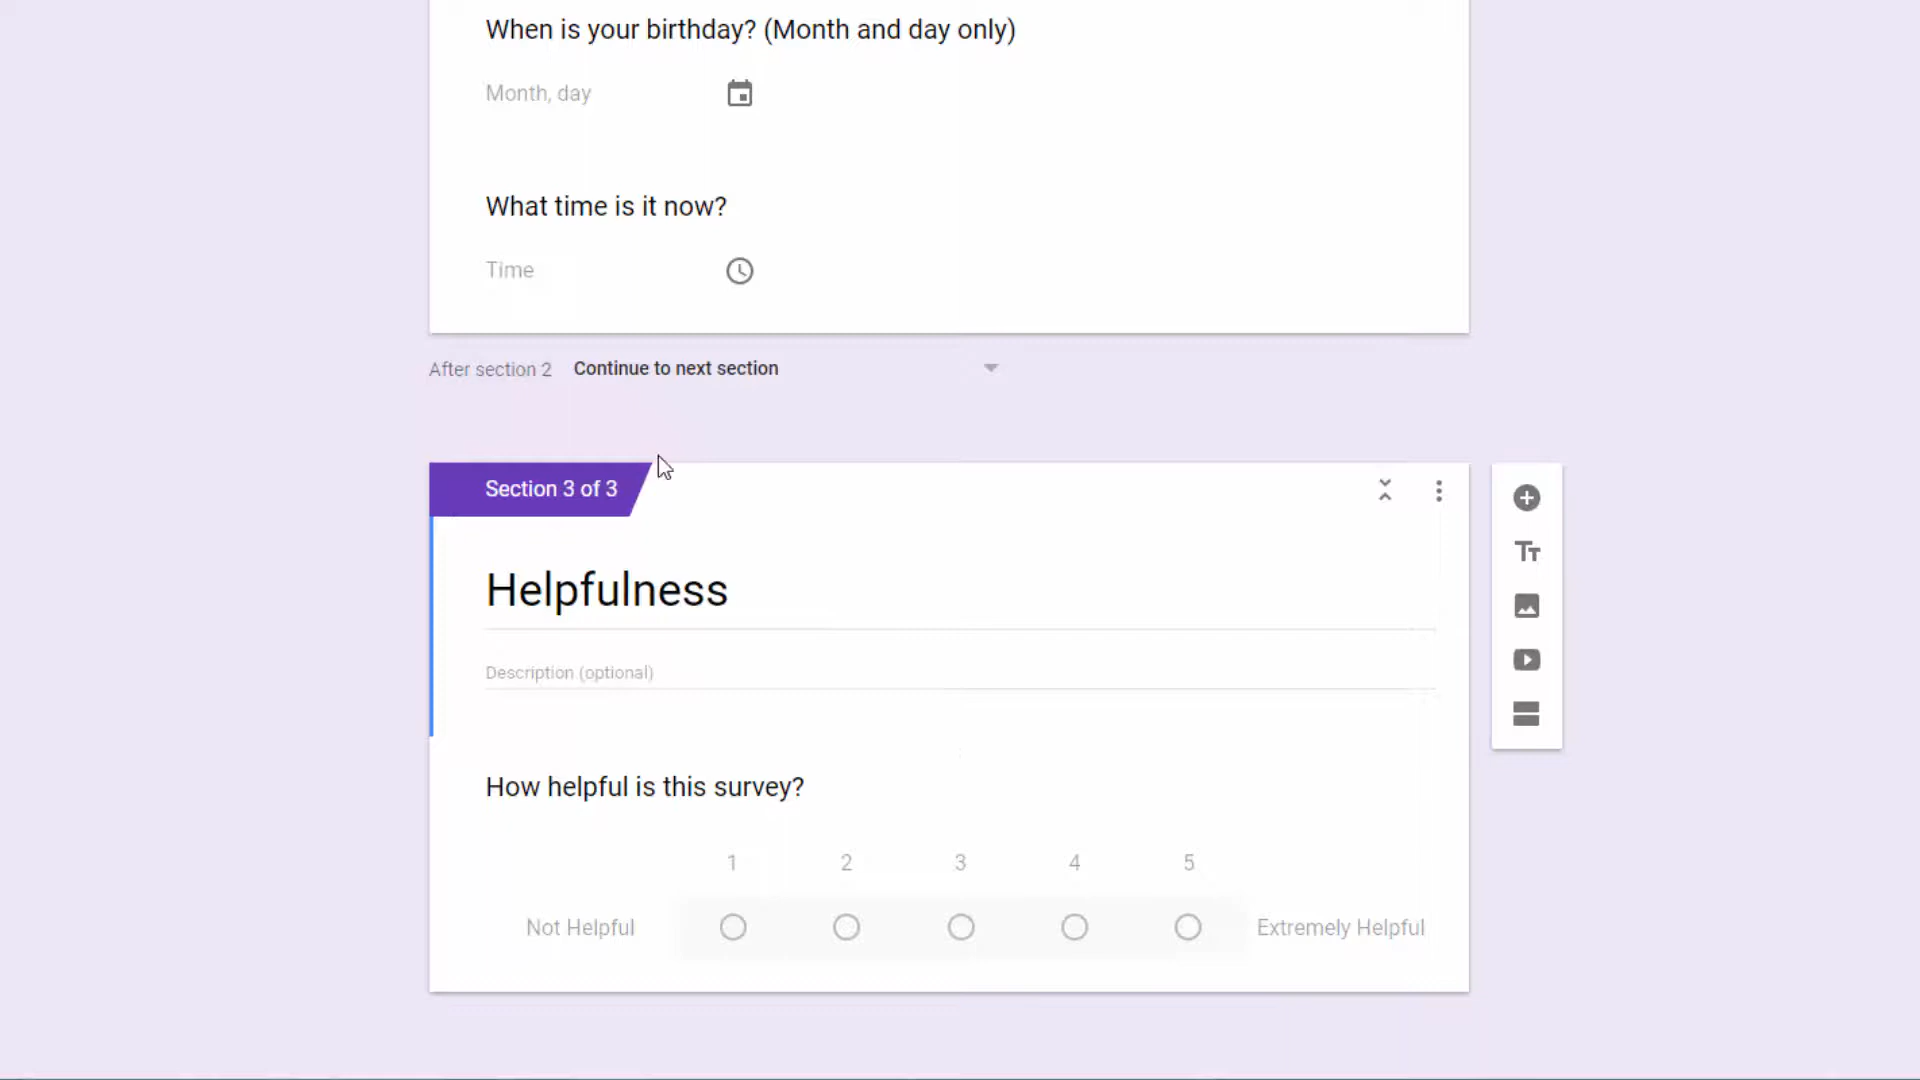 When is your birthday? (Month and day only)
Month, day
What time is it now?
Time
After section 2 Continue to next section
Section 3 of 3
Helpfulness
Description (optional)
How helpful is this survey?
1 2 3 4 5
Not Helpful Extremely Helpful